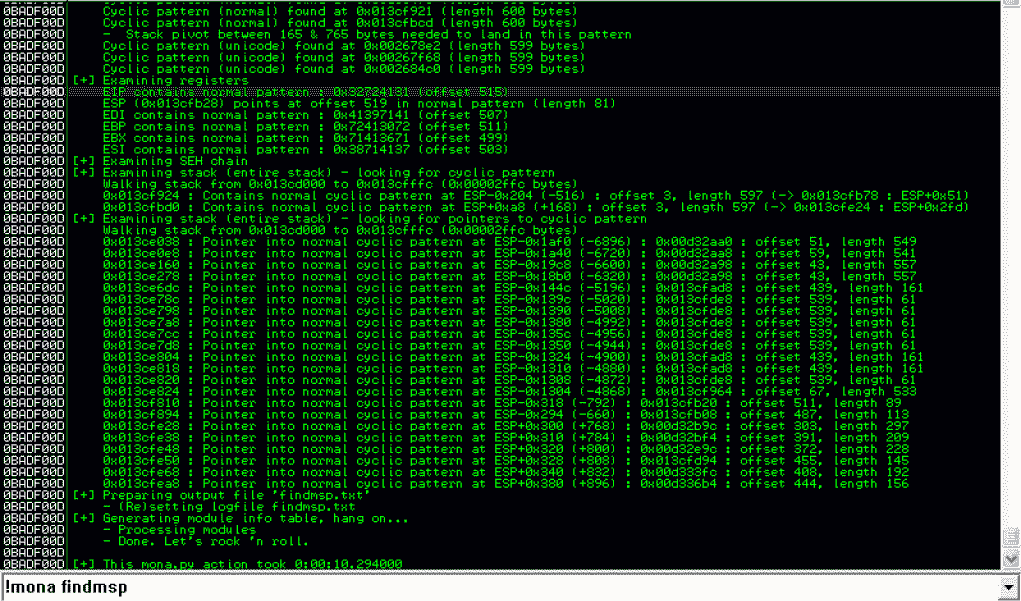 0BADF00D Cyclic pattern (normal) found at 0x013cf921 (length 600 bytes)
0BADF00D Cyclic pattern (normal) found at 0x013cfbcd (length 600 bytes)
0BADF00D - Stack pivot between 165 & 765 bytes needed to land in this pattern
0BADF00D Cyclic pattern (unicode) found at 0x002678e2 (length 599 bytes)
0BADF00D Cyclic pattern (unicode) found at 0x00267f68 (length 599 bytes)
0BADF00D Cyclic pattern (unicode) found at 0x002684c0 (length 599 bytes)
0BADF00D [+] Examining registers
0BADF00D EIP contains normal pattern : 0x32724131 (offset 515)
0BADF00D ESP (0x013cfb28) points at offset 519 in normal pattern (length 81)
0BADF00D EDI contains normal pattern : 0x41397141 (offset 507)
0BADF00D EBP contains normal pattern : 0x72413072 (offset 511)
0BADF00D EBX contains normal pattern : 0x71413671 (offset 499)
0BADF00D ESI contains normal pattern : 0x38714137 (offset 503)
0BADF00D [+] Examining SEH chain
0BADF00D [+] Examining stack (entire stack) - looking for cyclic pattern
0BADF00D Walking stack from 0x013cd000 to 0x013cfffc (0x00002ffc bytes)
0BADF00D 0x013cf924 : Contains normal cyclic pattern at ESP-0x204 (-516) : offset 3, length 597 (-> 0x013cfb78 : ESP+0x51)
0BADF00D 0x013cfbd0 : Contains normal cyclic pattern at ESP+0xa8 (+168) : offset 3, length 597 (-> 0x013cfe24 : ESP+0x2fd)
0BADF00D [+] Examining stack (entire stack) - looking for pointers to cyclic pattern
0BADF00D Walking stack from 0x013cd000 to 0x013cfffc (0x00002ffc bytes)
0BADF00D 0x013ce038 : Pointer into normal cyclic pattern at ESP-0x1af0 (-6896) : 0x00d32aa0 : offset 51, length 549
0BADF00D 0x013ce0e8 : Pointer into normal cyclic pattern at ESP-0x1a40 (-6720) : 0x00d32aa8 : offset 59, length 541
0BADF00D 0x013ce160 : Pointer into normal cyclic pattern at ESP-0x19c8 (-6600) : 0x00d32a98 : offset 43, length 557
0BADF00D 0x013ce278 : Pointer into normal cyclic pattern at ESP-0x18b0 (-6320) : 0x00d32a98 : offset 43, length 557
0BADF00D 0x013ce6dc : Pointer into normal cyclic pattern at ESP-0x144c (-5196) : 0x013cfad8 : offset 439, length 161
0BADF00D 0x013ce78c : Pointer into normal cyclic pattern at ESP-0x139c (-5020) : 0x013cfde8 : offset 539, length 61
0BADF00D 0x013ce798 : Pointer into normal cyclic pattern at ESP-0x1390 (-5008) : 0x013cfde8 : offset 539, length 61
0BADF00D 0x013ce7a8 : Pointer into normal cyclic pattern at ESP-0x1380 (-4992) : 0x013cfde8 : offset 539, length 61
0BADF00D 0x013ce7cc : Pointer into normal cyclic pattern at ESP-0x135c (-4956) : 0x013cfde8 : offset 539, length 61
0BADF00D 0x013ce7d8 : Pointer into normal cyclic pattern at ESP-0x1350 (-4944) : 0x013cfde8 : offset 539, length 61
0BADF00D 0x013ce804 : Pointer into normal cyclic pattern at ESP-0x1324 (-4900) : 0x013cfad8 : offset 439, length 161
0BADF00D 0x013ce818 : Pointer into normal cyclic pattern at ESP-0x1310 (-4880) : 0x013cfad8 : offset 439, length 161
0BADF00D 0x013ce820 : Pointer into normal cyclic pattern at ESP-0x1308 (-4872) : 0x013cfde8 : offset 539, length 61
0BADF00D 0x013ce824 : Pointer into normal cyclic pattern at ESP-0x1304 (-4868) : 0x013cf964 : offset 67, length 533
0BADF00D 0x013cf810 : Pointer into normal cyclic pattern at ESP-0x318 (-792) : 0x013cfb20 : offset 511, length 89
0BADF00D 0x013cf894 : Pointer into normal cyclic pattern at ESP-0x294 (-660) : 0x013cfb08 : offset 487, length 113
0BADF00D 0x013cfe28 : Pointer into normal cyclic pattern at ESP+0x300 (+768) : 0x00d32b9c : offset 303, length 297
0BADF00D 0x013cfe38 : Pointer into normal cyclic pattern at ESP+0x310 (+784) : 0x00d32bf4 : offset 391, length 209
0BADF00D 0x013cfe48 : Pointer into normal cyclic pattern at ESP+0x320 (+800) : 0x00d32e9c : offset 372, length 228
0BADF00D 0x013cfe50 : Pointer into normal cyclic pattern at ESP+0x328 (+808) : 0x013cfd94 : offset 455, length 145
0BADF00D 0x013cfe68 : Pointer into normal cyclic pattern at ESP+0x340 (+832) : 0x00d333fc : offset 408, length 192
0BADF00D 0x013cfea8 : Pointer into normal cyclic pattern at ESP+0x380 (+896) : 0x00d336b4 : offset 444, length 156
0BADF00D [+] Preparing output file 'findmsp.txt'
0BADF00D - (Re)setting logfile findmsp.txt
0BADF00D [+] Generating module info table, hang on...
0BADF00D - Processing modules
0BADF00D - Done. Let's rock 'n roll.
0BADF00D
0BADF00D [+] This mona.py action took 0:00:10.294000
!mona findmsp